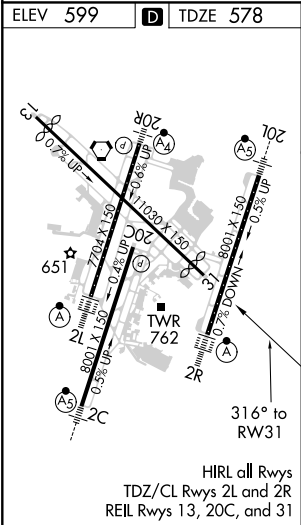 ELEV 599 D TDZE 578
13
0.7% UP
P
20R
A4
0.6% UP
20L
A5
0.5% UP
11030 X 150
7704 X 150
20C
0.4% UP
P
651
8001 X 150
31
A
2L
TWR
762
8001 X 150
0.7% DOWN
0.5% UP
2R
A
A5
2C
316° to
RW31
HIRL all Rwys
TDZ/CL Rwys 2L and 2R
REIL Rwys 13, 20C, and 31